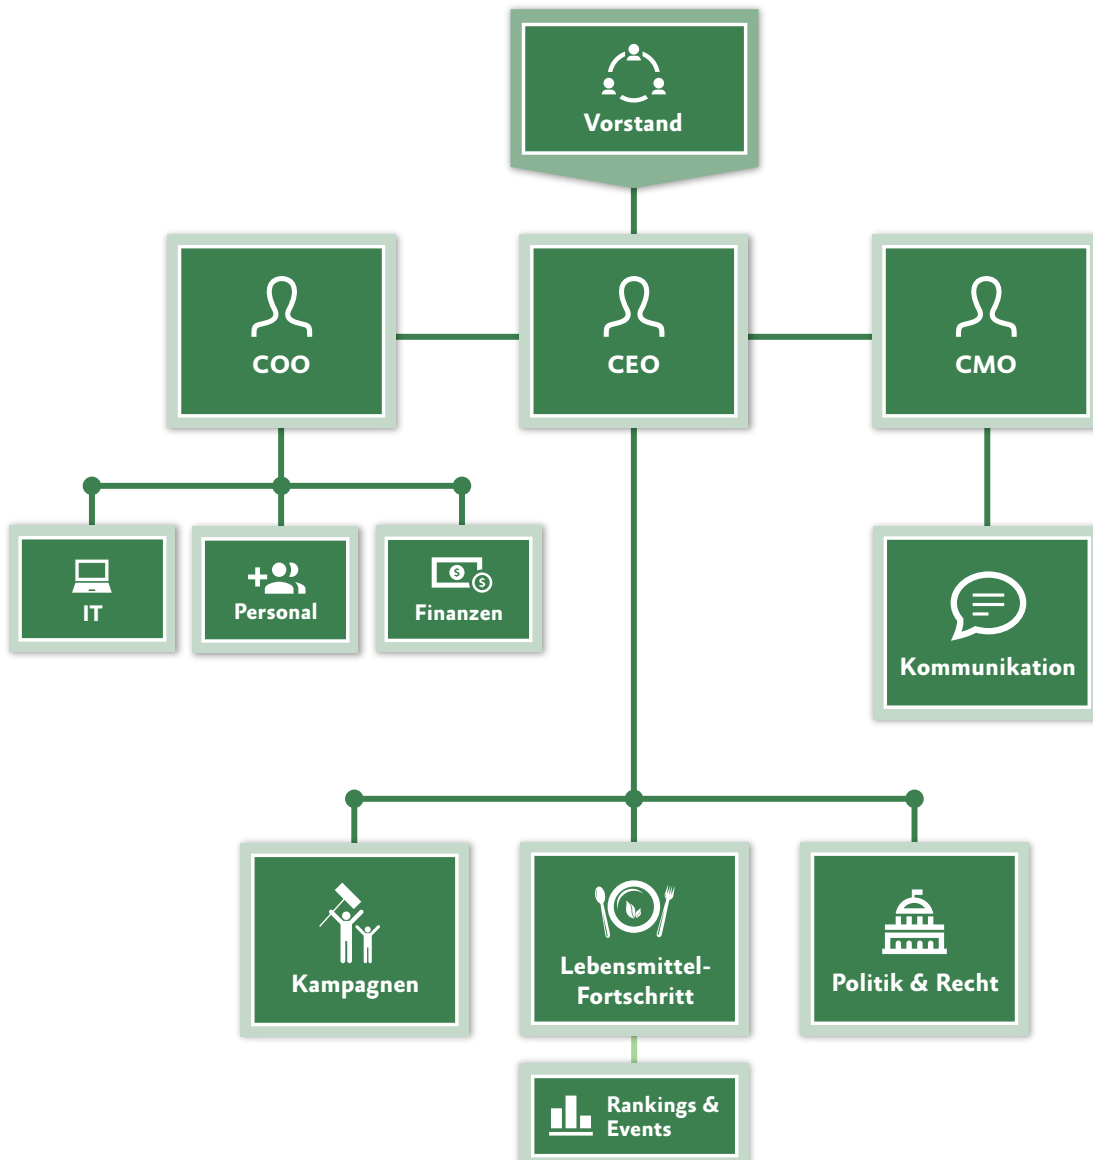 Vorstand
COO
CEO
CMO
IT
Personal
Finanzen
Kommunikation
Kampagnen
Lebensmittel-
Fortschritt
Politik & Recht
Rankings &
Events